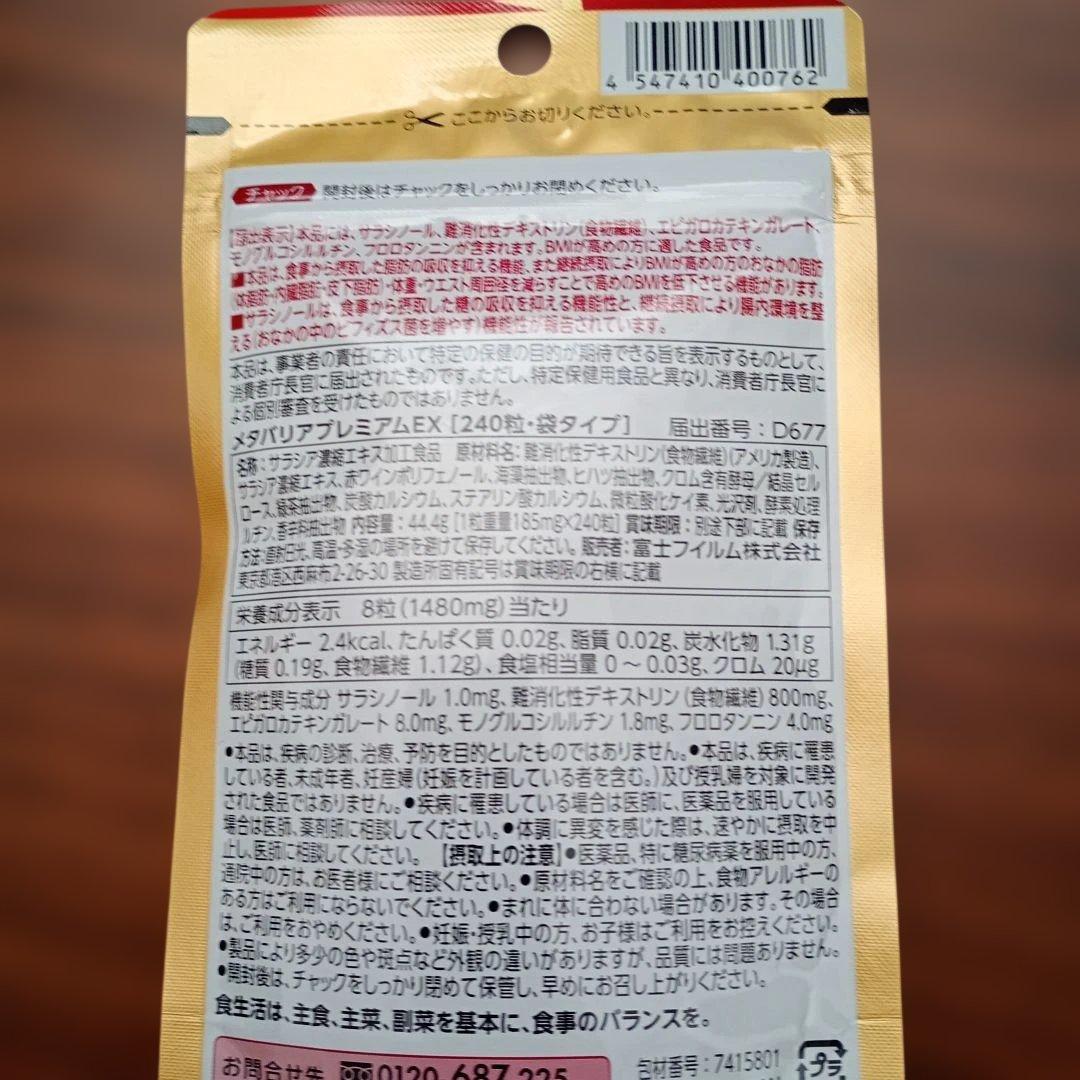 4 547410 400762
ここからお切りください。
チャック 開封後はチャックをしっかりお閉めください。
【届出表示】本品には、サラシノール、難消化性デキストリン(食物繊維)、エピガロカテキンガレート、
モノグルコシルルチン、フロロタンニンが含まれます。BMIが高めの方に適した食品です。
■本品は、食事から摂取した脂肪の吸収を抑える機能、また継続摂取によりBMIが高めの方のおなかの脂肪
(体脂肪・内臓脂肪・皮下脂肪)・体重・ウエスト周囲径を減らすことで高めのBMIを低下させる機能があります。
■サラシノールは、食事から摂取した糖の吸収を抑える機能性と、継続摂取により腸内環境を整
える(おなかの中のビフィズス菌を増やす)機能性が報告されています。
本品は、事業者の責任において特定の保健の目的が期待できる旨を表示するものとして、
消費者庁長官に届出されたものです。ただし、特定保健用食品と異なり、消費者庁長官に
よる個別審査を受けたものではありません。
メタバリアプレミアムEX [240粒・袋タイプ] 届出番号:D677
名称:サラシア濃縮エキス加工食品 原材料名:難消化性デキストリン(食物繊維)(アメリカ製造)、
サラシア濃縮エキス、赤ワインポリフェノール、海藻抽出物、ヒハツ抽出物、クロム含有酵母/結晶セル
ロース、緑茶抽出物、炭酸カルシウム、ステアリン酸カルシウム、微粒酸化ケイ素、光沢剤、酵素処理
ルチン、香辛料抽出物 内容量:44.4g [1粒重量185mg×240粒] 賞味期限:別途下部に記載 保存
方法:直射日光、高温・多湿の場所を避けて保存してください。販売者:富士フイルム株式会社
東京都港区西麻布2-26-30 製造所固有記号は賞味期限の右横に記載
栄養成分表示 8粒(1480mg)当たり
エネルギー 2.4kcal、たんぱく質 0.02g、脂質 0.02g、炭水化物 1.31g
(糖質 0.19g、食物繊維 1.12g)、食塩相当量 0〜0.03g、クロム 20μg
機能性関与成分 サラシノール 1.0mg、難消化性デキストリン(食物繊維)800mg、
エピガロカテキンガレート 8.0mg、モノグルコシルルチン 1.8mg、フロロタンニン 4.0mg
●本品は、疾病の診断、治療、予防を目的としたものではありません。●本品は、疾病に罹患
している者、未成年者、妊産婦(妊娠を計画している者を含む。)及び授乳婦を対象に開発
された食品ではありません。●疾病に罹患している場合は医師に、医薬品を服用している
場合は医師、薬剤師に相談してください。●体調に異変を感じた際は、速やかに摂取を中
止し、医師に相談してください。【摂取上の注意】●医薬品、特に糖尿病薬を服用中の方、
通院中の方は、お医者様にご相談ください。●原材料名をご確認の上、食物アレルギーの
ある方はご利用にならないでください。●まれに体に合わない場合があります。その場合
は、ご利用をおやめください。●妊娠・授乳中の方、お子様はご利用をお控えください。
●製品により多少の色や斑点など外観の違いがありますが、品質には問題ありません。
●開封後は、チャックをしっかり閉めて保管し、早めにお召し上がりください。
食生活は、主食、主菜、副菜を基本に、食事のバランスを。
お問合せ先 0120-687-225
包材番号:7415801
プラ